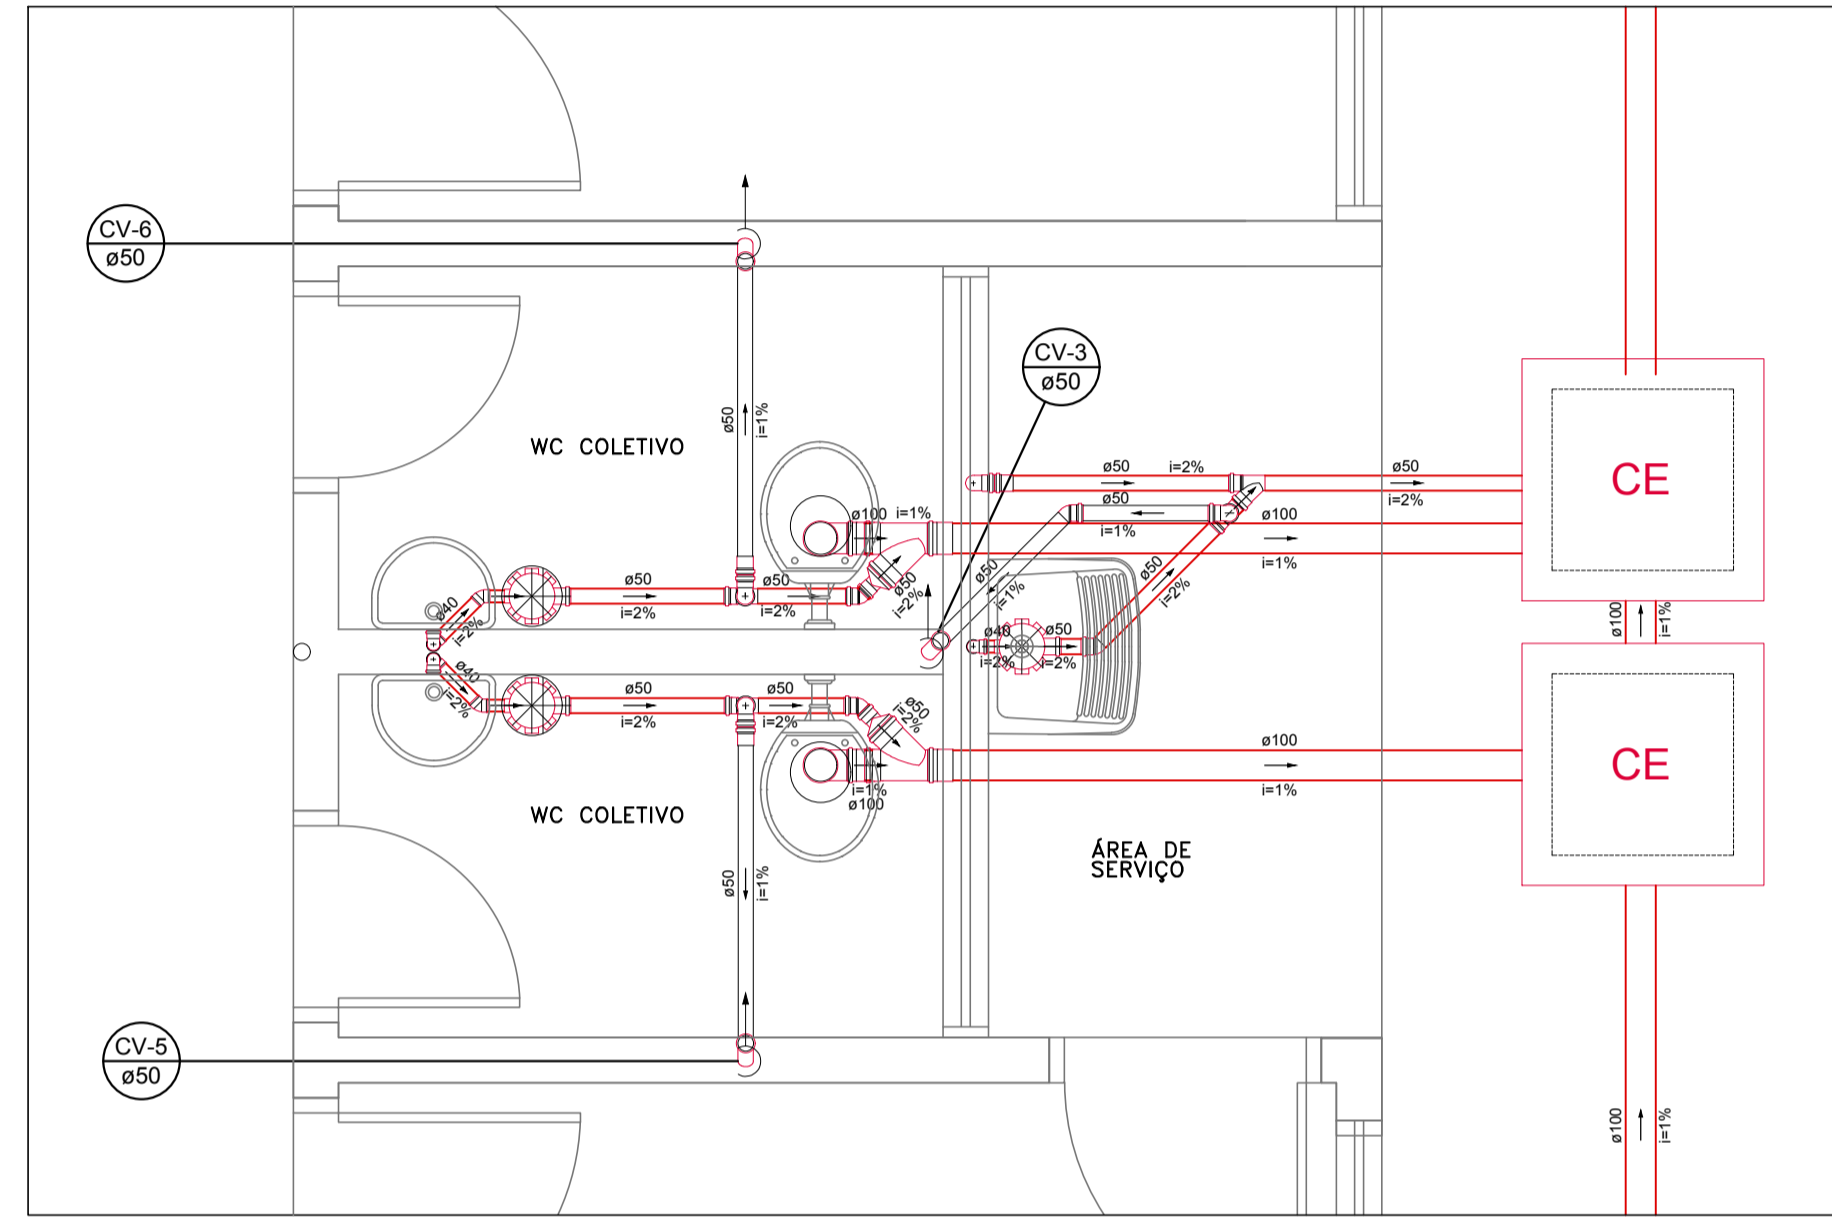 CV-6
ø50
CV-3
ø50
WC COLETIVO
ø50
i=1%
ø50
i=2%
ø50
i=2%
ø50
i=1%
CE
ø100
i=1%
ø100
i=1%
ø50
i=2%
ø50
i=2%
ø50
i=2%
ø50
i=1%
ø50
i=2%
ø40
i=2%
ø40
i=2%
ø50
i=2%
ø100
i=1%
ø40
i=2%
ø50
i=2%
ø50
i=2%
ø50
i=2%
ø100
i=1%
CE
i=1%
ø100
WC COLETIVO
ÁREA DE
SERVIÇO
ø50
i=1%
CV-5
ø50
ø100
i=1%